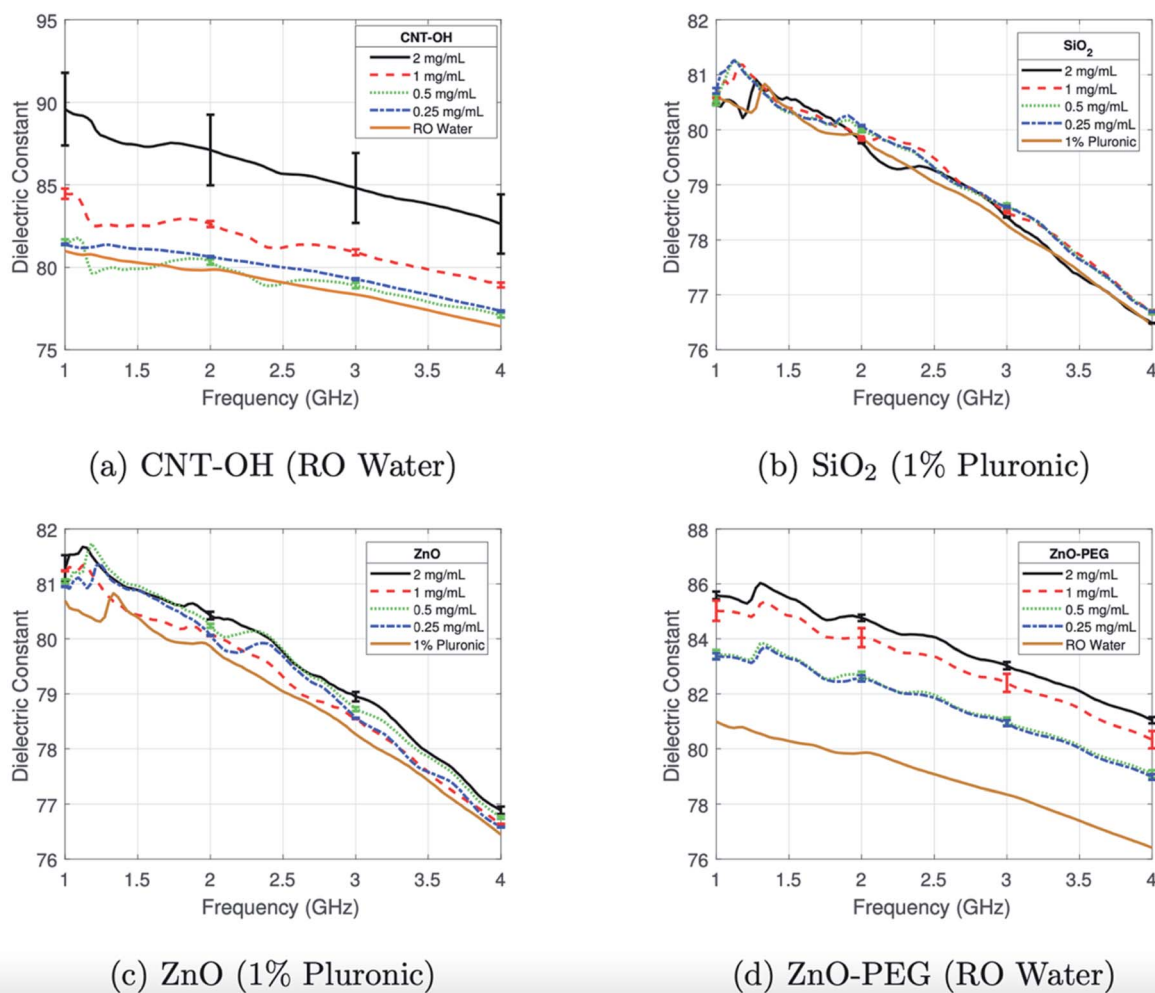 95
90
85
80
75
Dielectric Constant
CNT-OH
2 mg/mL
1 mg/mL
0.5 mg/mL
0.25 mg/mL
RO Water
1 1.5 2 2.5 3 3.5 4
Frequency (GHz)
(a) CNT-OH (RO Water)
82
81
80
79
78
77
76
Dielectric Constant
SiO₂
2 mg/mL
1 mg/mL
0.5 mg/mL
0.25 mg/mL
1% Pluronic
1 1.5 2 2.5 3 3.5 4
Frequency (GHz)
(b) SiO₂ (1% Pluronic)
82
81
80
79
78
77
76
Dielectric Constant
ZnO
2 mg/mL
1 mg/mL
0.5 mg/mL
0.25 mg/mL
1% Pluronic
1 1.5 2 2.5 3 3.5 4
Frequency (GHz)
(c) ZnO (1% Pluronic)
88
86
84
82
80
78
76
Dielectric Constant
ZnO-PEG
2 mg/mL
1 mg/mL
0.5 mg/mL
0.25 mg/mL
RO Water
1 1.5 2 2.5 3 3.5 4
Frequency (GHz)
(d) ZnO-PEG (RO Water)